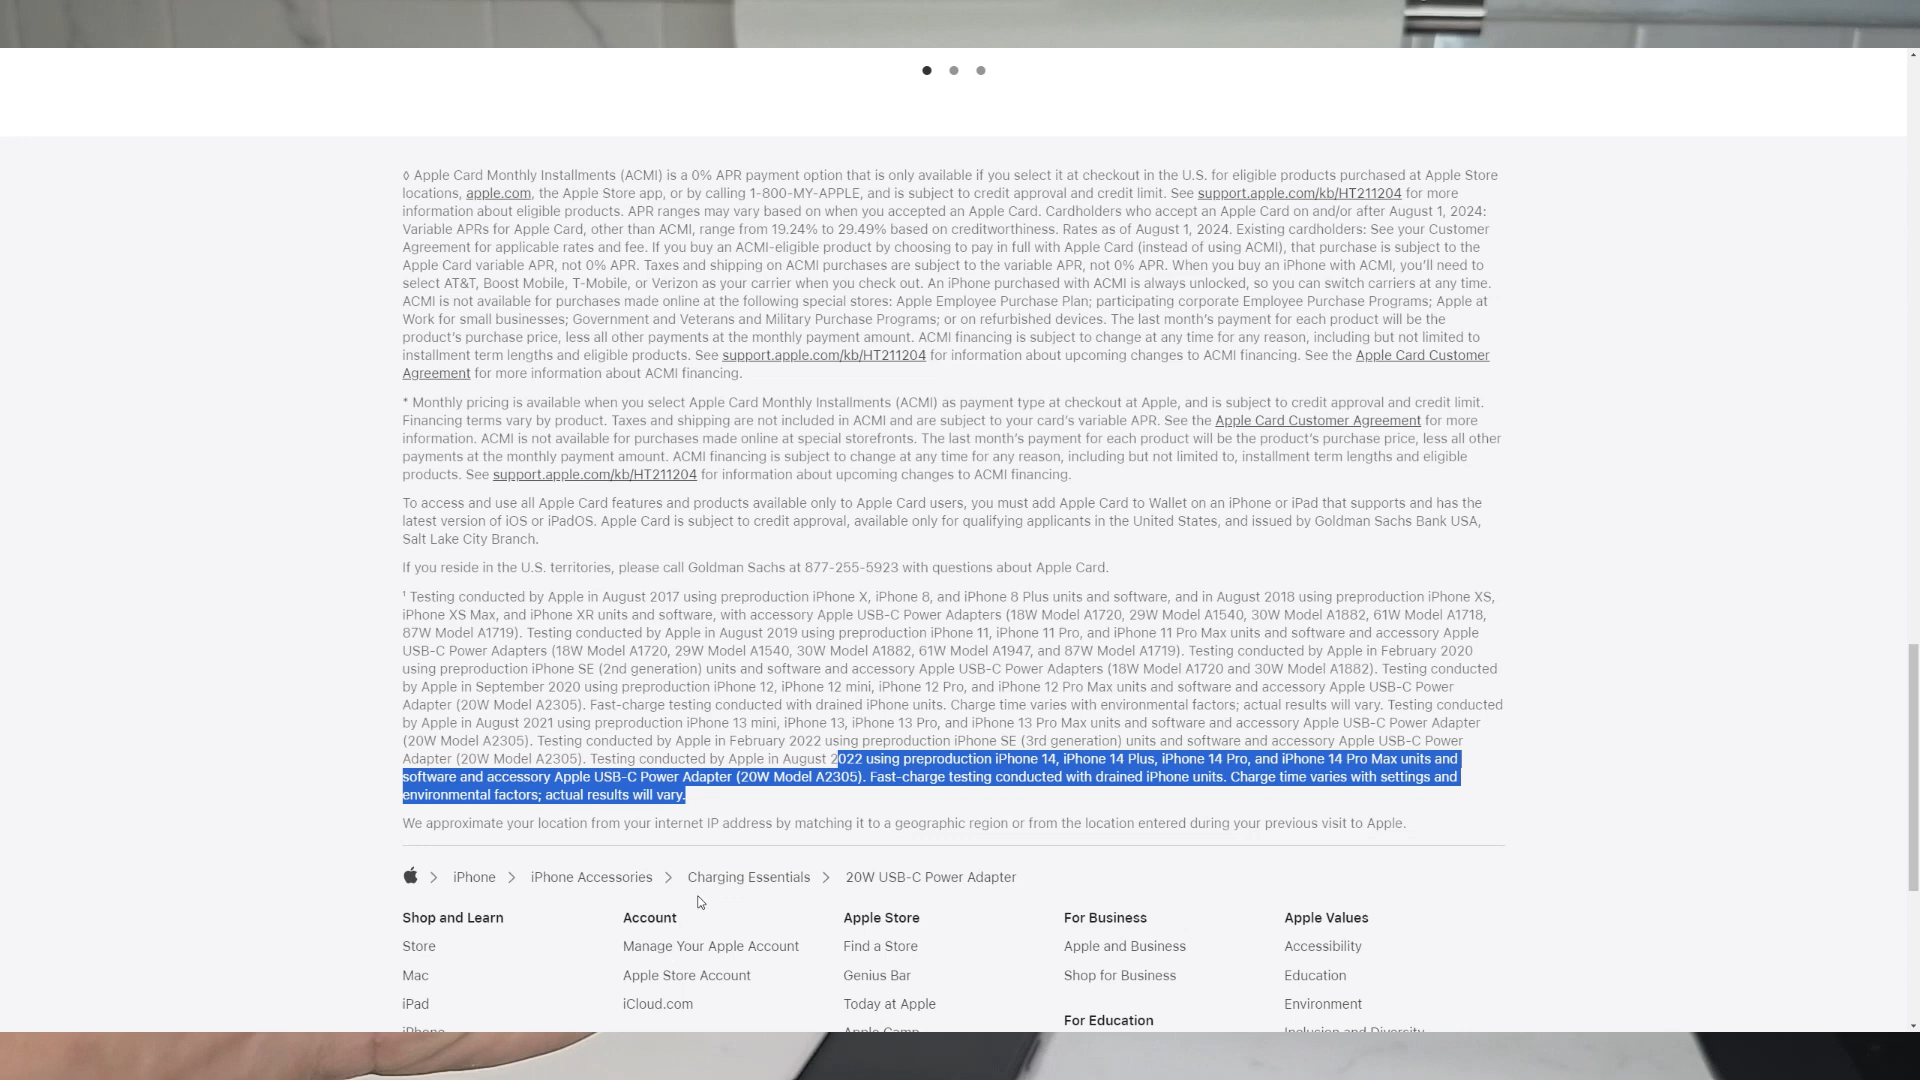 ◊ Apple Card Monthly Installments (ACMI) is a 0% APR payment option that is only available if you select it at checkout in the U.S. for eligible products purchased at Apple Store
locations, apple.com, the Apple Store app, or by calling 1-800-MY-APPLE, and is subject to credit approval and credit limit. See support.apple.com/kb/HT211204 for more
information about eligible products. APR ranges may vary based on when you accepted an Apple Card. Cardholders who accept an Apple Card on and/or after August 1, 2024:
Variable APRs for Apple Card, other than ACMI, range from 19.24% to 29.49% based on creditworthiness. Rates as of August 1, 2024. Existing cardholders: See your Customer
Agreement for applicable rates and fee. If you buy an ACMI-eligible product by choosing to pay in full with Apple Card (instead of using ACMI), that purchase is subject to the
Apple Card variable APR, not 0% APR. Taxes and shipping on ACMI purchases are subject to the variable APR, not 0% APR. When you buy an iPhone with ACMI, you’ll need to
select AT&T, Boost Mobile, T-Mobile, or Verizon as your carrier when you check out. An iPhone purchased with ACMI is always unlocked, so you can switch carriers at any time.
ACMI is not available for purchases made online at the following special stores: Apple Employee Purchase Plan; participating corporate Employee Purchase Programs; Apple at
Work for small businesses; Government and Veterans and Military Purchase Programs; or on refurbished devices. The last month’s payment for each product will be the
product’s purchase price, less all other payments at the monthly payment amount. ACMI financing is subject to change at any time for any reason, including but not limited to
installment term lengths and eligible products. See support.apple.com/kb/HT211204 for information about upcoming changes to ACMI financing. See the Apple Card Customer
Agreement for more information about ACMI financing.
* Monthly pricing is available when you select Apple Card Monthly Installments (ACMI) as payment type at checkout at Apple, and is subject to credit approval and credit limit.
Financing terms vary by product. Taxes and shipping are not included in ACMI and are subject to your card’s variable APR. See the Apple Card Customer Agreement for more
information. ACMI is not available for purchases made online at special storefronts. The last month’s payment for each product will be the product’s purchase price, less all other
payments at the monthly payment amount. ACMI financing is subject to change at any time for any reason, including but not limited to, installment term lengths and eligible
products. See support.apple.com/kb/HT211204 for information about upcoming changes to ACMI financing.
To access and use all Apple Card features and products available only to Apple Card users, you must add Apple Card to Wallet on an iPhone or iPad that supports and has the
latest version of iOS or iPadOS. Apple Card is subject to credit approval, available only for qualifying applicants in the United States, and issued by Goldman Sachs Bank USA,
Salt Lake City Branch.
If you reside in the U.S. territories, please call Goldman Sachs at 877-255-5923 with questions about Apple Card.
¹ Testing conducted by Apple in August 2017 using preproduction iPhone X, iPhone 8, and iPhone 8 Plus units and software, and in August 2018 using preproduction iPhone XS,
iPhone XS Max, and iPhone XR units and software, with accessory Apple USB-C Power Adapters (18W Model A1720, 29W Model A1540, 30W Model A1882, 61W Model A1718,
87W Model A1719). Testing conducted by Apple in August 2019 using preproduction iPhone 11, iPhone 11 Pro, and iPhone 11 Pro Max units and software and accessory Apple
USB-C Power Adapters (18W Model A1720, 29W Model A1540, 30W Model A1882, 61W Model A1947, and 87W Model A1719). Testing conducted by Apple in February 2020
using preproduction iPhone SE (2nd generation) units and software and accessory Apple USB-C Power Adapters (18W Model A1720 and 30W Model A1882). Testing conducted
by Apple in September 2020 using preproduction iPhone 12, iPhone 12 mini, iPhone 12 Pro, and iPhone 12 Pro Max units and software and accessory Apple USB-C Power
Adapter (20W Model A2305). Fast-charge testing conducted with drained iPhone units. Charge time varies with environmental factors; actual results will vary. Testing conducted
by Apple in August 2021 using preproduction iPhone 13 mini, iPhone 13, iPhone 13 Pro, and iPhone 13 Pro Max units and software and accessory Apple USB-C Power Adapter
(20W Model A2305). Testing conducted by Apple in February 2022 using preproduction iPhone SE (3rd generation) units and software and accessory Apple USB-C Power
Adapter (20W Model A2305). Testing conducted by Apple in August 2022 using preproduction iPhone 14, iPhone 14 Plus, iPhone 14 Pro, and iPhone 14 Pro Max units and
software and accessory Apple USB-C Power Adapter (20W Model A2305). Fast-charge testing conducted with drained iPhone units. Charge time varies with settings and
environmental factors; actual results will vary.
We approximate your location from your internet IP address by matching it to a geographic region or from the location entered during your previous visit to Apple.
iPhone iPhone Accessories Charging Essentials 20W USB-C Power Adapter
Shop and Learn
Store
Mac
iPad
iPhone
Account
Manage Your Apple Account
Apple Store Account
iCloud.com
Apple Store
Find a Store
Genius Bar
Today at Apple
Apple Camp
For Business
Apple and Business
Shop for Business
For Education
Apple Values
Accessibility
Education
Environment
Inclusion and Diversity